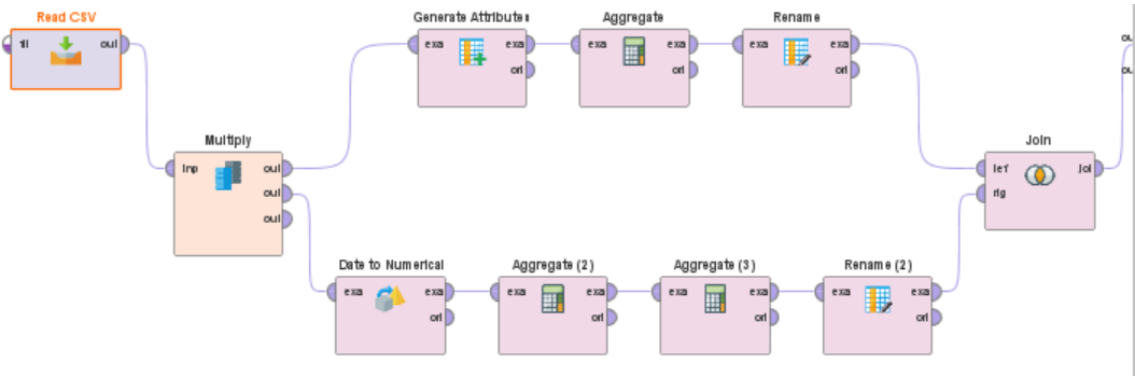 Read CSV
fil
out
Generate Attributes
exa
exa
ori
Aggregate
exa
exa
ori
Rename
exa
exa
ori
ou
ou
Multiply
inp
out
out
out
Join
lef
rig
joi
Date to Numerical
exa
exa
ori
Aggregate (2)
exa
exa
ori
Aggregate (3)
exa
exa
ori
Rename (2)
exa
exa
ori